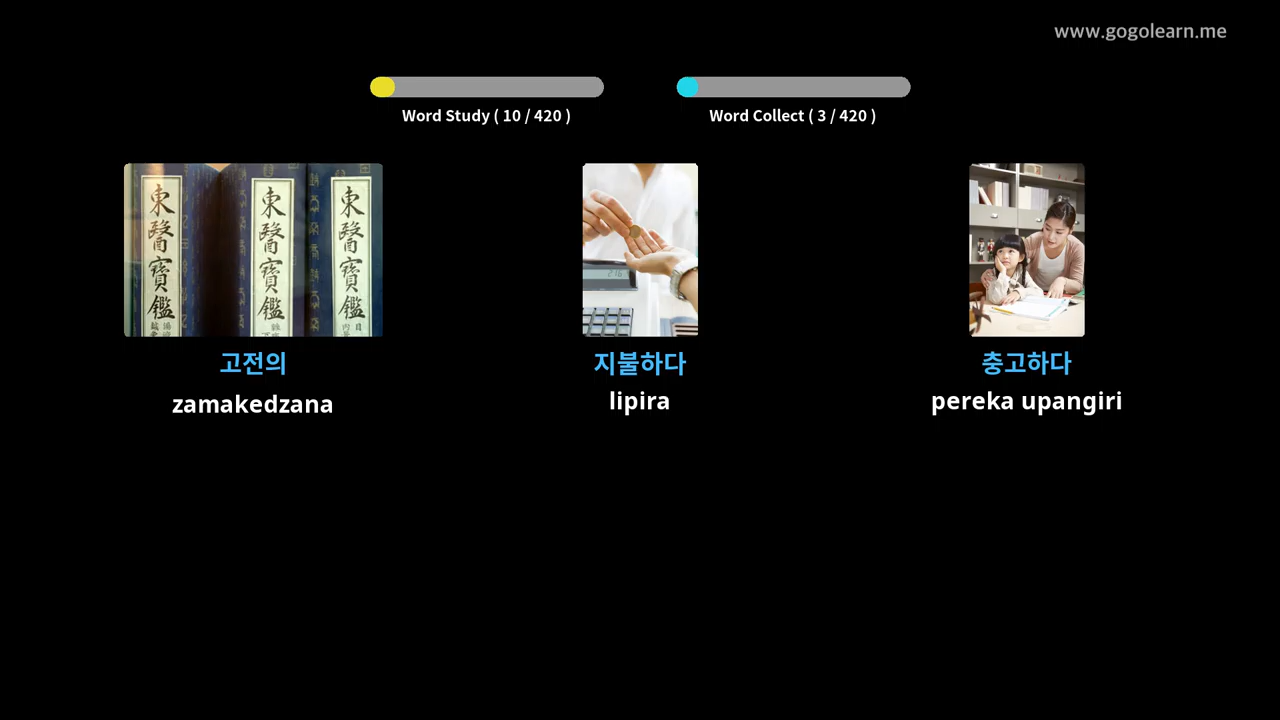 www.gogolearn.me
Word Study ( 10 / 420 )
Word Collect ( 3 / 420 )
東醫寶鑑
東醫寶鑑
東醫寶鑑
고전의
지불하다
충고하다
zamakedzana
lipira
pereka upangiri